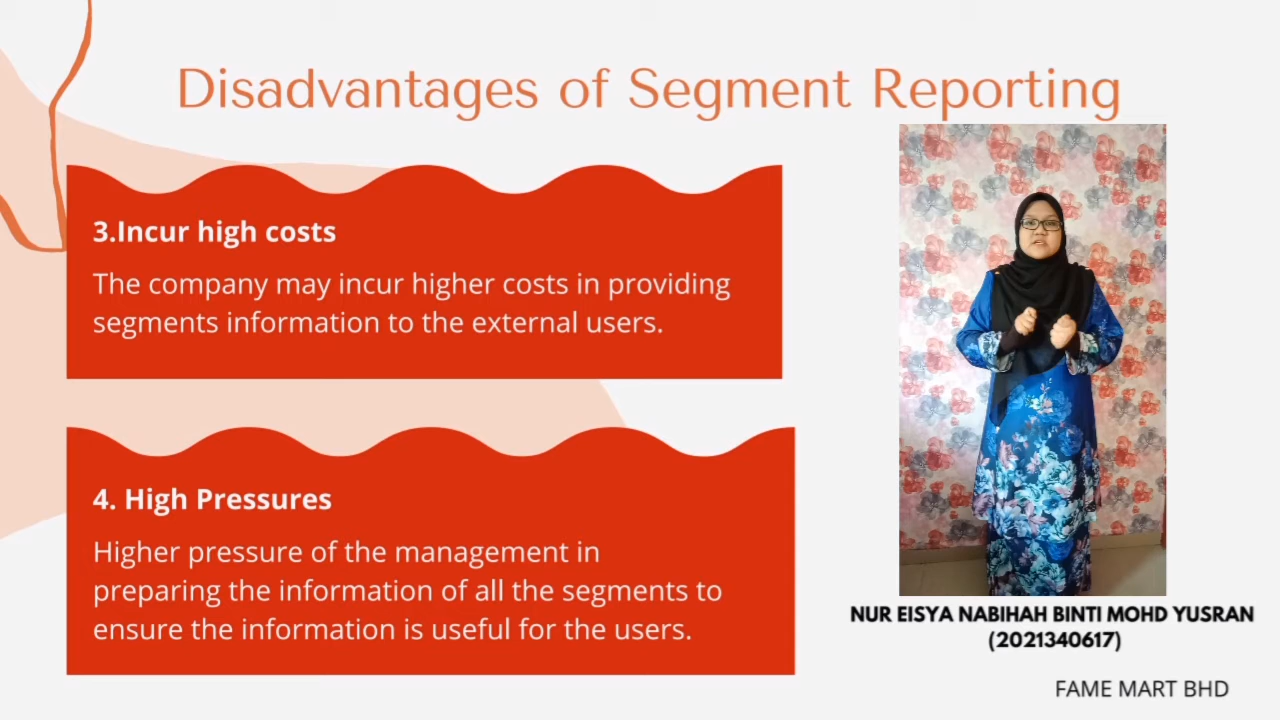 Disadvantages of Segment Reporting
3.Incur high costs
The company may incur higher costs in providing
segments information to the external users.
4. High Pressures
Higher pressure of the management in
preparing the information of all the segments to
ensure the information is useful for the users.
NUR EISYA NABIHAH BINTI MOHD YUSRAN
(2021340617)
FAME MART BHD